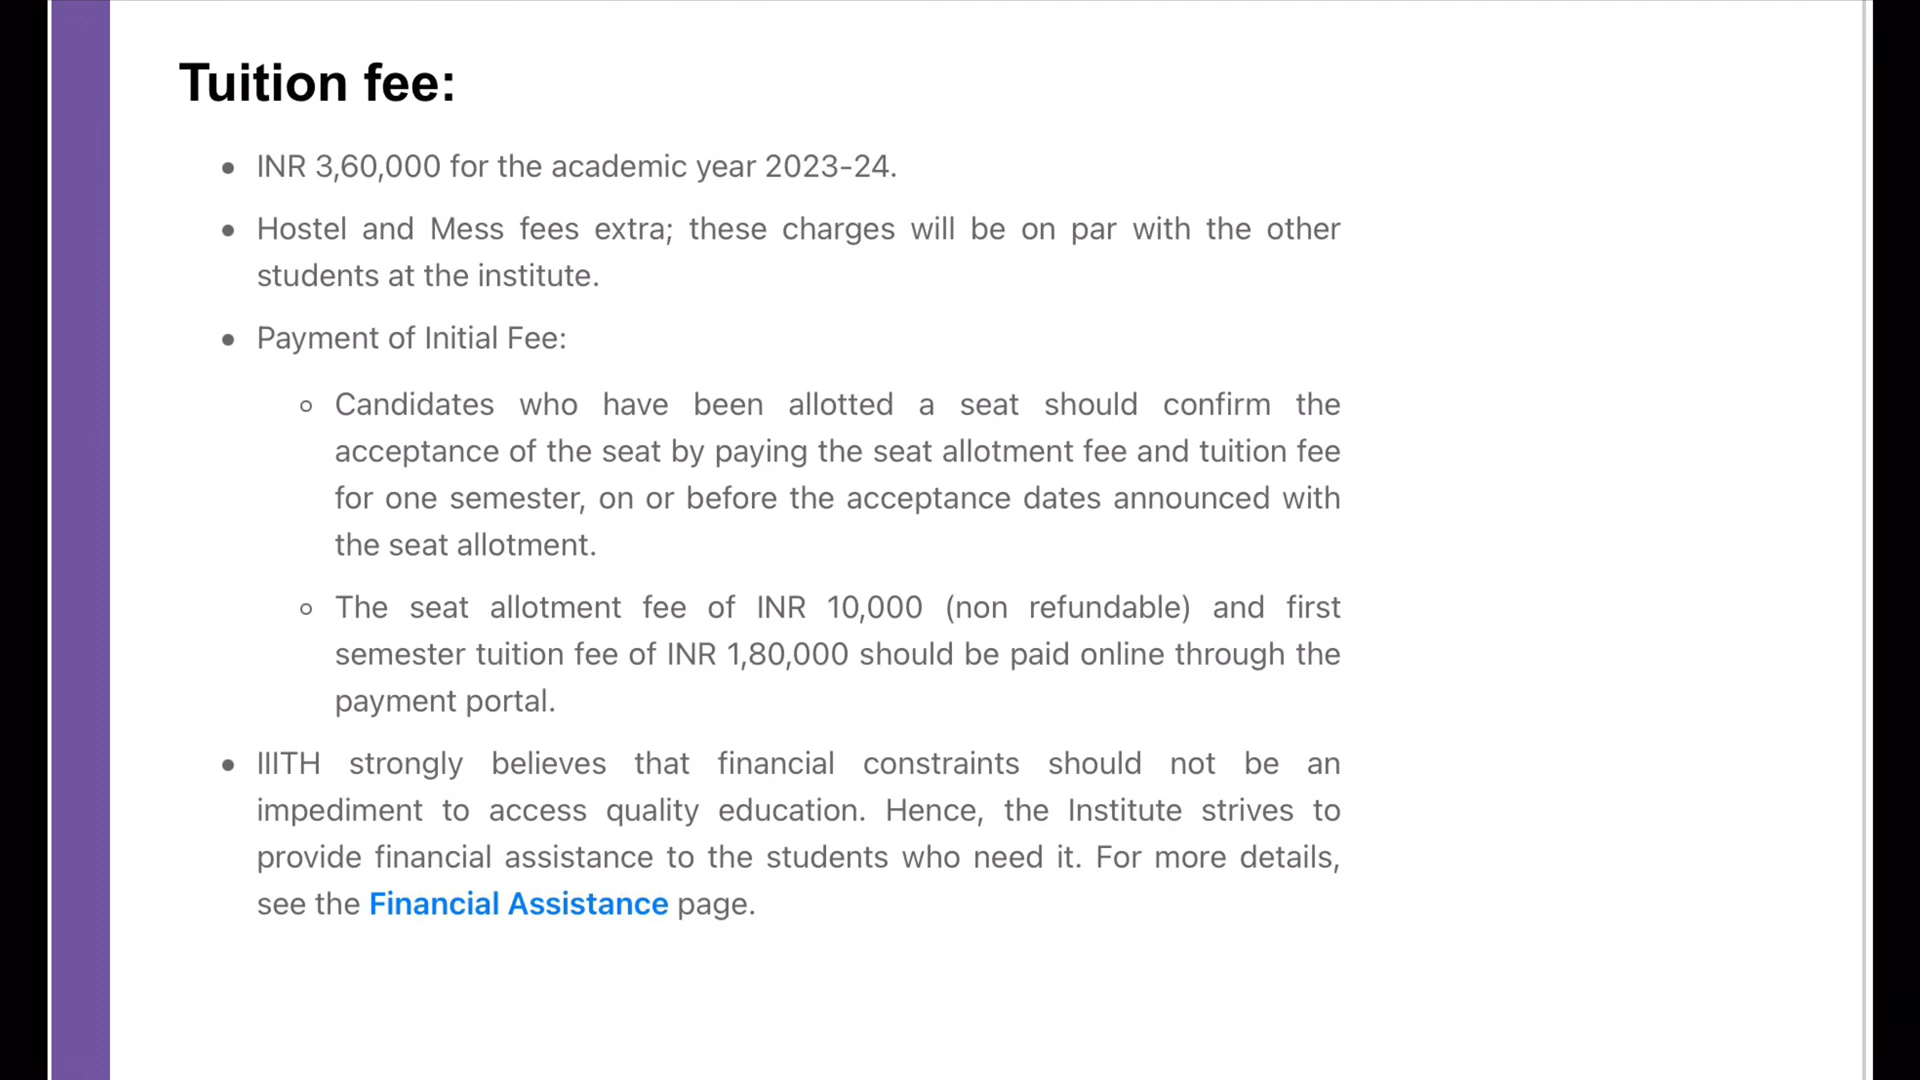 Tuition fee:
INR 3,60,000 for the academic year 2023-24.
Hostel and Mess fees extra; these charges will be on par with the other
students at the institute.
Payment of Initial Fee:
Candidates who have been allotted a seat should confirm the
acceptance of the seat by paying the seat allotment fee and tuition fee
for one semester, on or before the acceptance dates announced with
the seat allotment.
The seat allotment fee of INR 10,000 (non refundable) and first
semester tuition fee of INR 1,80,000 should be paid online through the
payment portal.
IIITH strongly believes that financial constraints should not be an
impediment to access quality education. Hence, the Institute strives to
provide financial assistance to the students who need it. For more details,
see the Financial Assistance page.